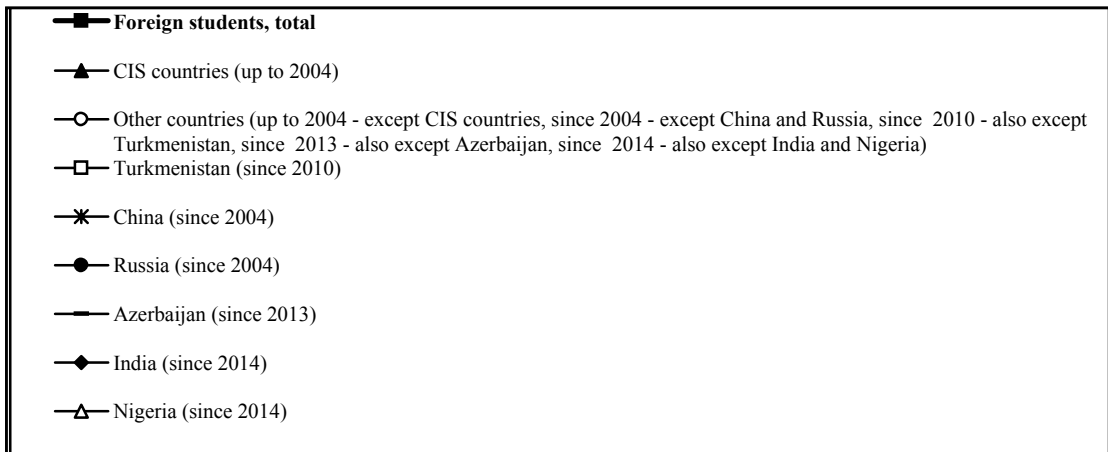 Foreign students, total
CIS countries (up to 2004)
Other countries (up to 2004 - except CIS countries, since 2004 - except China and Russia, since 2010 - also except
Turkmenistan, since 2013 - also except Azerbaijan, since 2014 - also except India and Nigeria)
Turkmenistan (since 2010)
China (since 2004)
Russia (since 2004)
Azerbaijan (since 2013)
India (since 2014)
Nigeria (since 2014)